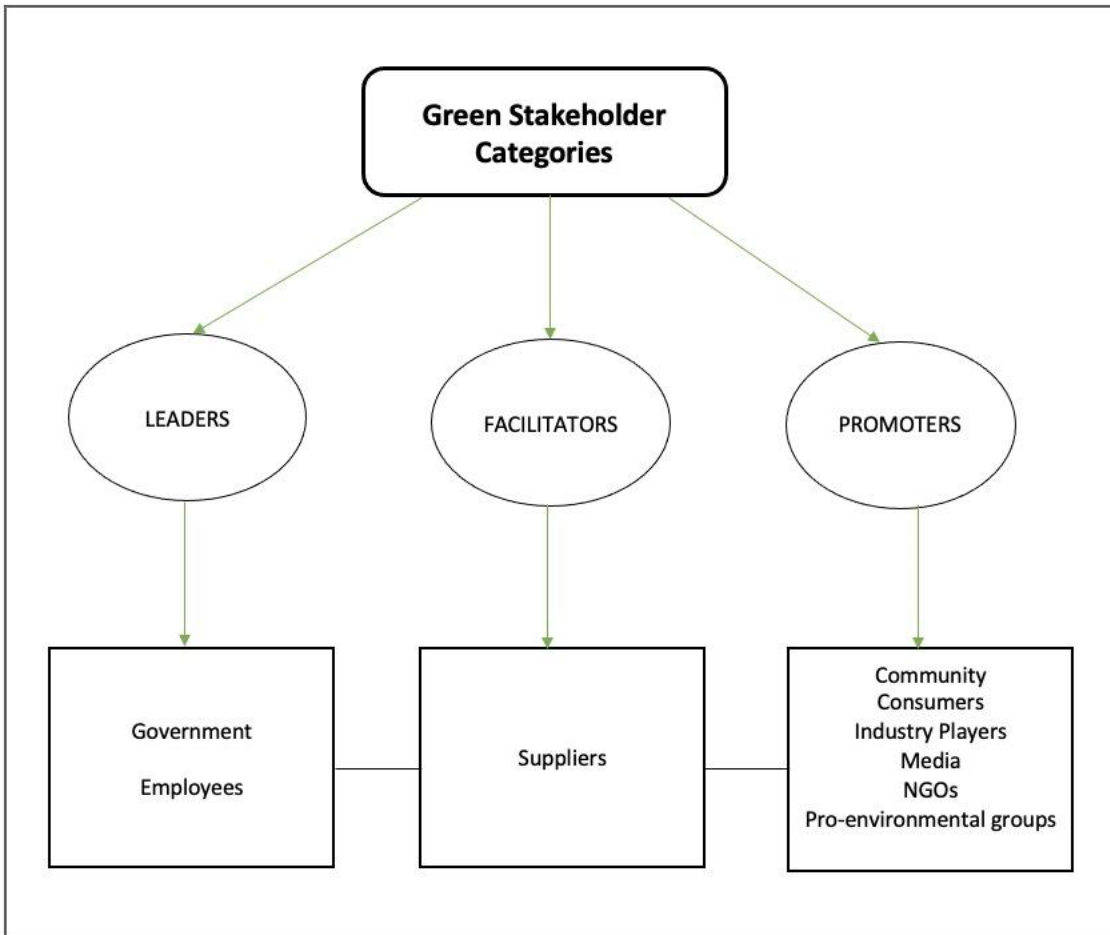 Green Stakeholder
Categories
LEADERS
FACILITATORS
PROMOTERS
Government
Employees
Suppliers
Community
Consumers
Industry Players
Media
NGOs
Pro-environmental groups